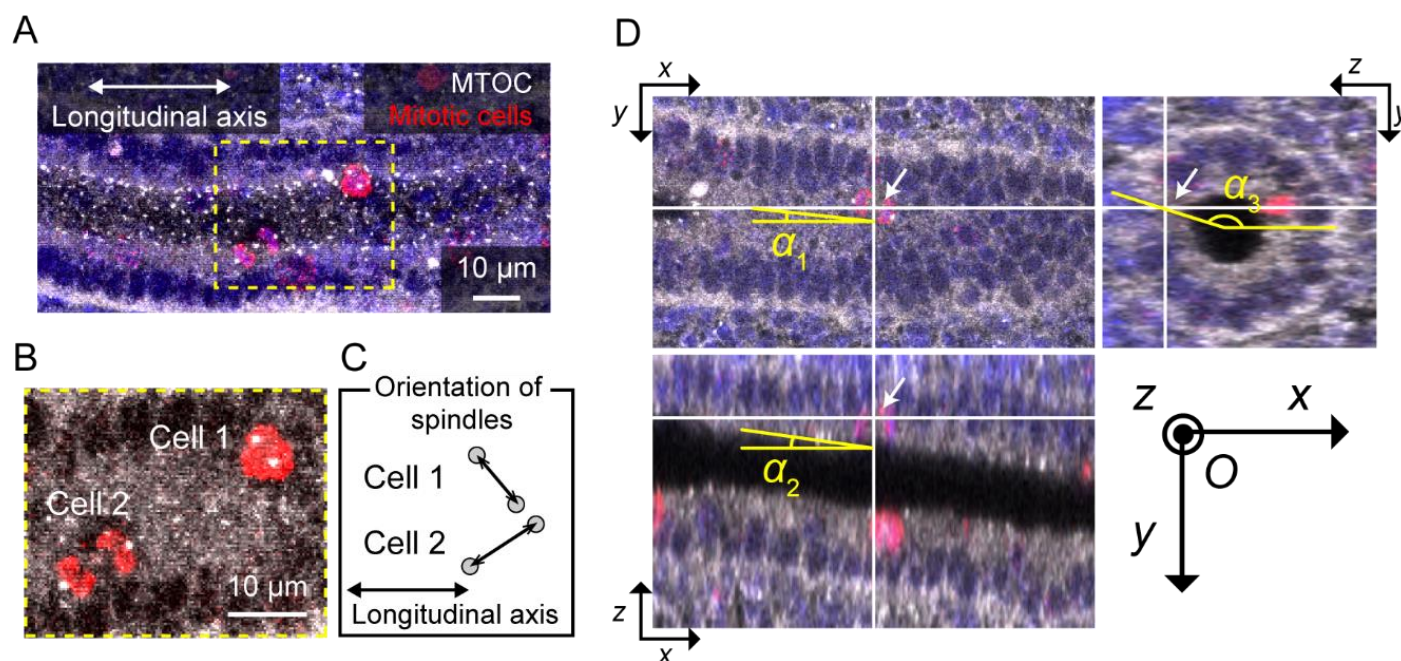 A
Longitudinal axis
MTOC
Mitotic cells
10 μm
B
Cell 1
Cell 2
10 μm
C
Orientation of
spindles
Cell 1
Cell 2
Longitudinal axis
D
x
y
z
y
α1
α3
α2
z
x
z
x
O
y